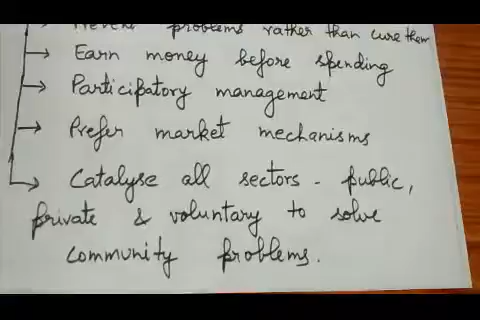 Prevent problems rather than cure them
→ Earn money before spending
→ Participatory management
→ Prefer market mechanisms
→ Catalyse all sectors - public,
private & voluntary to solve
community problems.